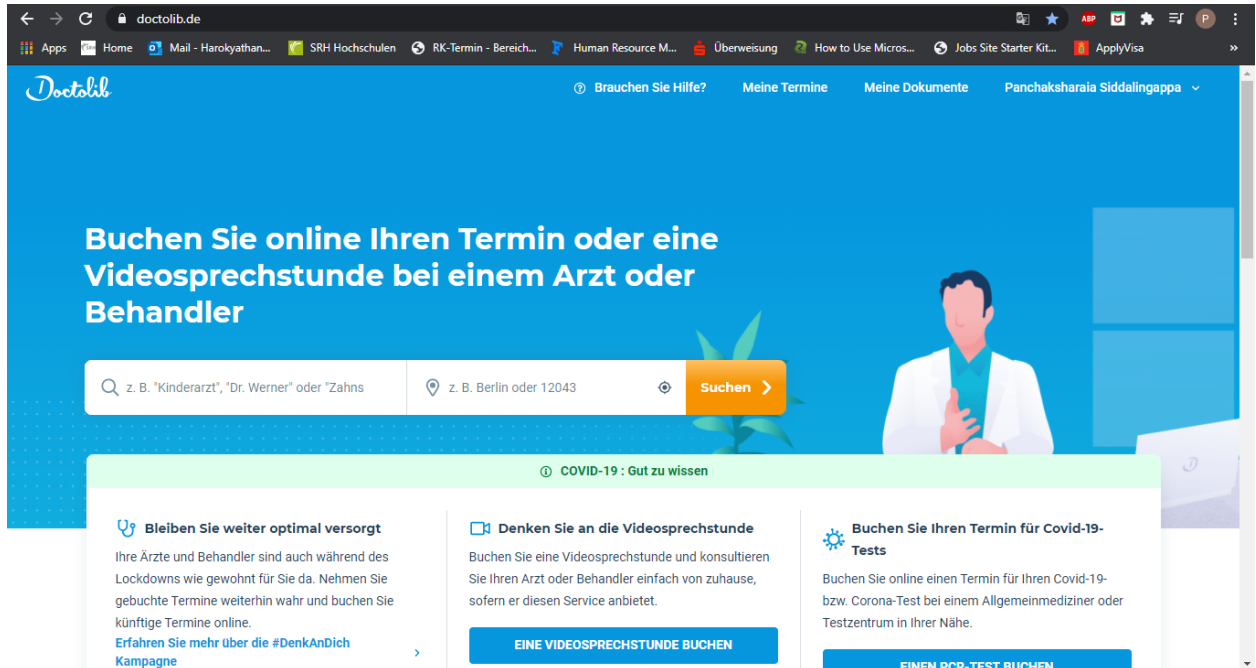 doctolib.de
ABP
P
Apps
Home
Mail - Harokyathan...
SRH Hochschulen
RK-Termin - Bereich...
Human Resource M...
Überweisung
How to Use Micros...
Jobs Site Starter Kit...
ApplyVisa
»
Doctolib
Brauchen Sie Hilfe?
Meine Termine
Meine Dokumente
Panchaksharaia Siddalingappa
Buchen Sie online Ihren Termin oder eine
Videosprechstunde bei einem Arzt oder
Behandler
z. B. "Kinderarzt", "Dr. Werner" oder "Zahns
z. B. Berlin oder 12043
Suchen
COVID-19 : Gut zu wissen
Bleiben Sie weiter optimal versorgt
Ihre Ärzte und Behandler sind auch während des
Lockdowns wie gewohnt für Sie da. Nehmen Sie
gebuchte Termine weiterhin wahr und buchen Sie
künftige Termine online.
Erfahren Sie mehr über die #DenkAnDich
Kampagne
Denken Sie an die Videosprechstunde
Buchen Sie eine Videosprechstunde und konsultieren
Sie Ihren Arzt oder Behandler einfach von zuhause,
sofern er diesen Service anbietet.
EINE VIDEOSPRECHSTUNDE BUCHEN
Buchen Sie Ihren Termin für Covid-19-
Tests
Buchen Sie online einen Termin für Ihren Covid-19-
bzw. Corona-Test bei einem Allgemeinmediziner oder
Testzentrum in Ihrer Nähe.
EINEN PCR-TEST BUCHEN